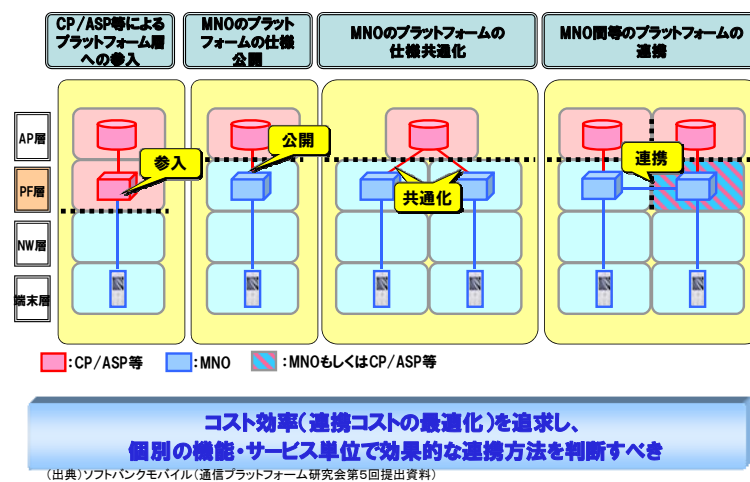 CP/ASP等による
プラットフォーム層
への参入
MNOのプラット
フォームの仕様
公開
MNOのプラットフォームの
仕様共通化
MNO間等のプラットフォームの
連携
AP層
PF層
NW層
端末層
参入
公開
共通化
連携
:CP/ASP等
:MNO
:MNOもしくはCP/ASP等
コスト効率(連携コストの最適化)を追求し、
個別の機能・サービス単位で効果的な連携方法を判断すべき
(出典)ソフトバンクモバイル(通信プラットフォーム研究会第5回提出資料)